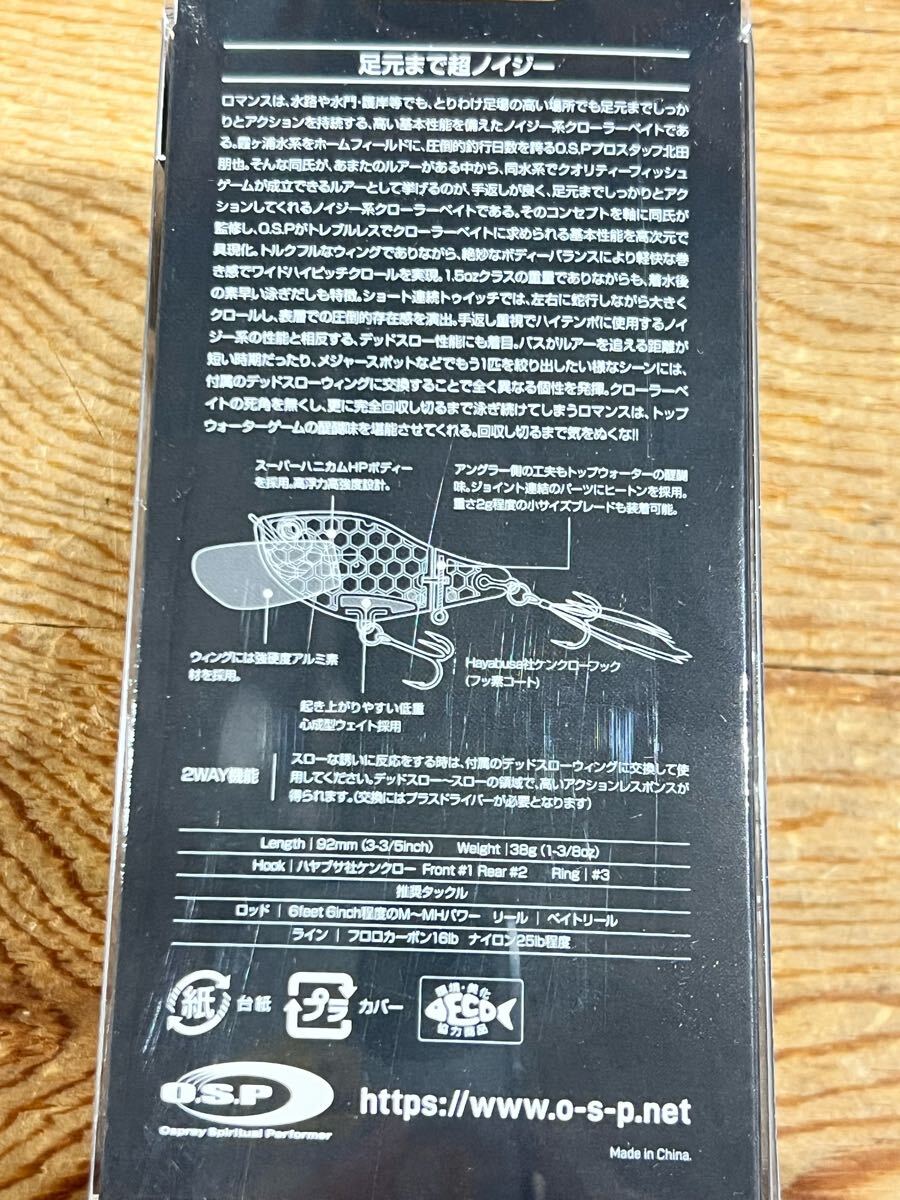 足元まで超ノイジー
ロマンスは、水路や水門・護岸等でも、とりわけ足場の高い場所でも足元までしっか
りとアクションを持続する、高い基本性能を備えたノイジー系クローラーベイトであ
る。霞ヶ浦水系をホームフィールドに、圧倒的釣行日数を誇るO.S.Pプロスタッフ北田
朋也。そんな同氏が、あまたのルアーがある中から、同水系でクオリティーフィッシュ
ゲームが成立できるルアーとして挙げるのが、手返しが良く、足元までしっかりとアク
ションしてくれるノイジー系クローラーベイトである。そのコンセプトを軸に同氏が
監修し、O.S.Pがトレブルレスでクローラーベイトに求められる基本性能を高次元で
具現化。トルクフルなウィングでありながら、絶妙なボディーバランスにより軽快な巻
き感でワイドハイピッチクロールを実現。1.5ozクラスの重量でありながらも、着水後
の素早い泳ぎだしも特徴。ショート連続トゥイッチでは、左右に蛇行しながら大きく
クロールし、表層での圧倒的存在感を演出。手返し重視でハイテンポに使用するノイ
ジー系の性能と相反する、デッドスロー性能にも着目。バスがルアーを追える距離が
短い時期だったり、メジャースポットなどでもう1匹を絞り出したい様なシーンには、
付属のデッドスローウィングに交換することで全く異なる個性を発揮。クローラーベ
イトの死角を無くし、更に完全回収し切るまで泳ぎ続けてしまうロマンスは、トップ
ウォーターゲームの醍醐味を堪能させてくれる。回収し切るまで気をぬくな!!
スーパーハニカムHPボディー
を採用。高浮力高強度設計。
アングラー側の工夫もトップウォーターの醍醐
味。ジョイント連結のパーツにヒートンを採用。
重さ2g程度の小サイズブレードも装着可能。
ウィングには強硬度アルミ素
材を採用。
Hayabusa社ケンクローフック
(フッ素コート)
起き上がりやすい低重
心成型ウェイト採用
2WAY機能
スローな誘いに反応をする時は、付属のデッドスローウィングに交換して使
用してください。デッドスロー〜スローの領域で、高いアクションレスポンスが
得られます。(交換にはプラスドライバーが必要となります)
Length | 92mm (3-3/5inch) Weight | 38g (1-3/8oz)
Hook | ハヤブサ社ケンクロー Front #1 Rear #2 Ring | #3
推奨タックル
ロッド | 6feet 6inch程度のM〜MHパワー リール | ベイトリール
ライン | フロロカーボン16lb ナイロン25lb程度
紙 台紙 プラ カバー 環境・美化
ECO
協力商品
O.S.P
Ospray Spiritual Performer
https://www.o-s-p.net
Made in China.